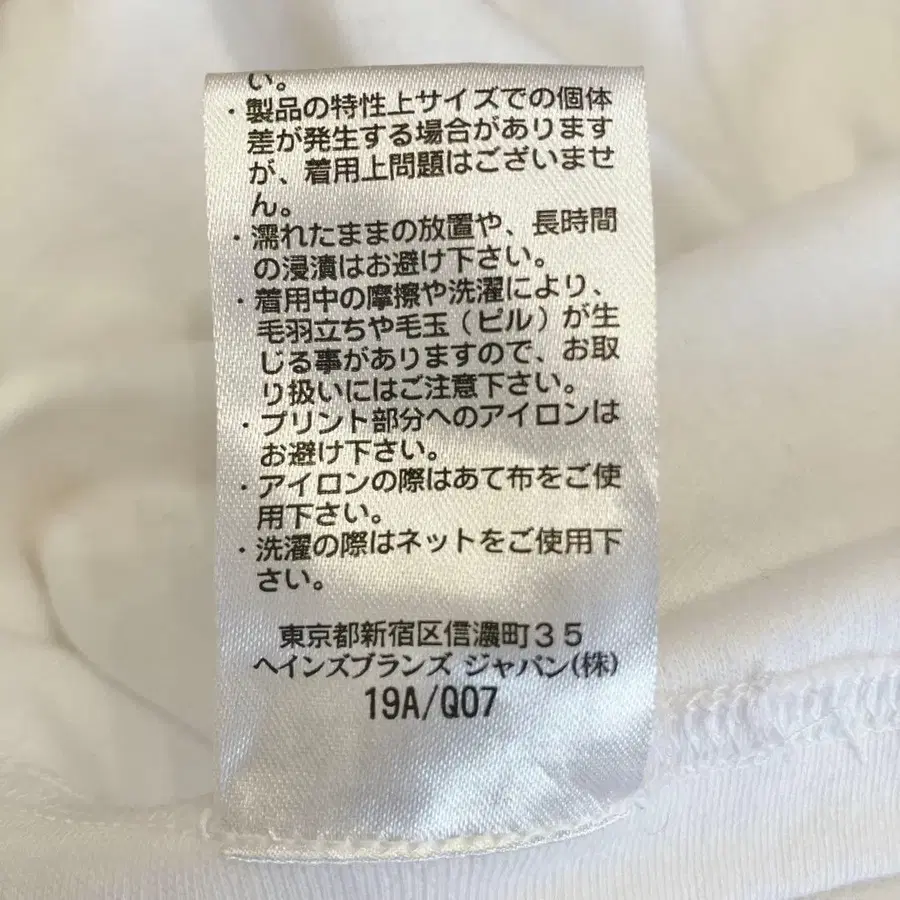 い。
・製品の特性上サイズでの個体
差が発生する場合があります
が、着用上問題はございませ
ん。
・濡れたままの放置や、長時間
の浸漬はお避け下さい。
・着用中の摩擦や洗濯により、
毛羽立ちや毛玉（ピル）が生
じる事がありますので、お取
り扱いにはご注意下さい。
・プリント部分へのアイロンは
お避け下さい。
・アイロンの際はあて布をご使
用下さい。
・洗濯の際はネットをご使用下
さい。
東京都新宿区信濃町３５
ヘインズブランズ ジャパン(株)
19A/Q07